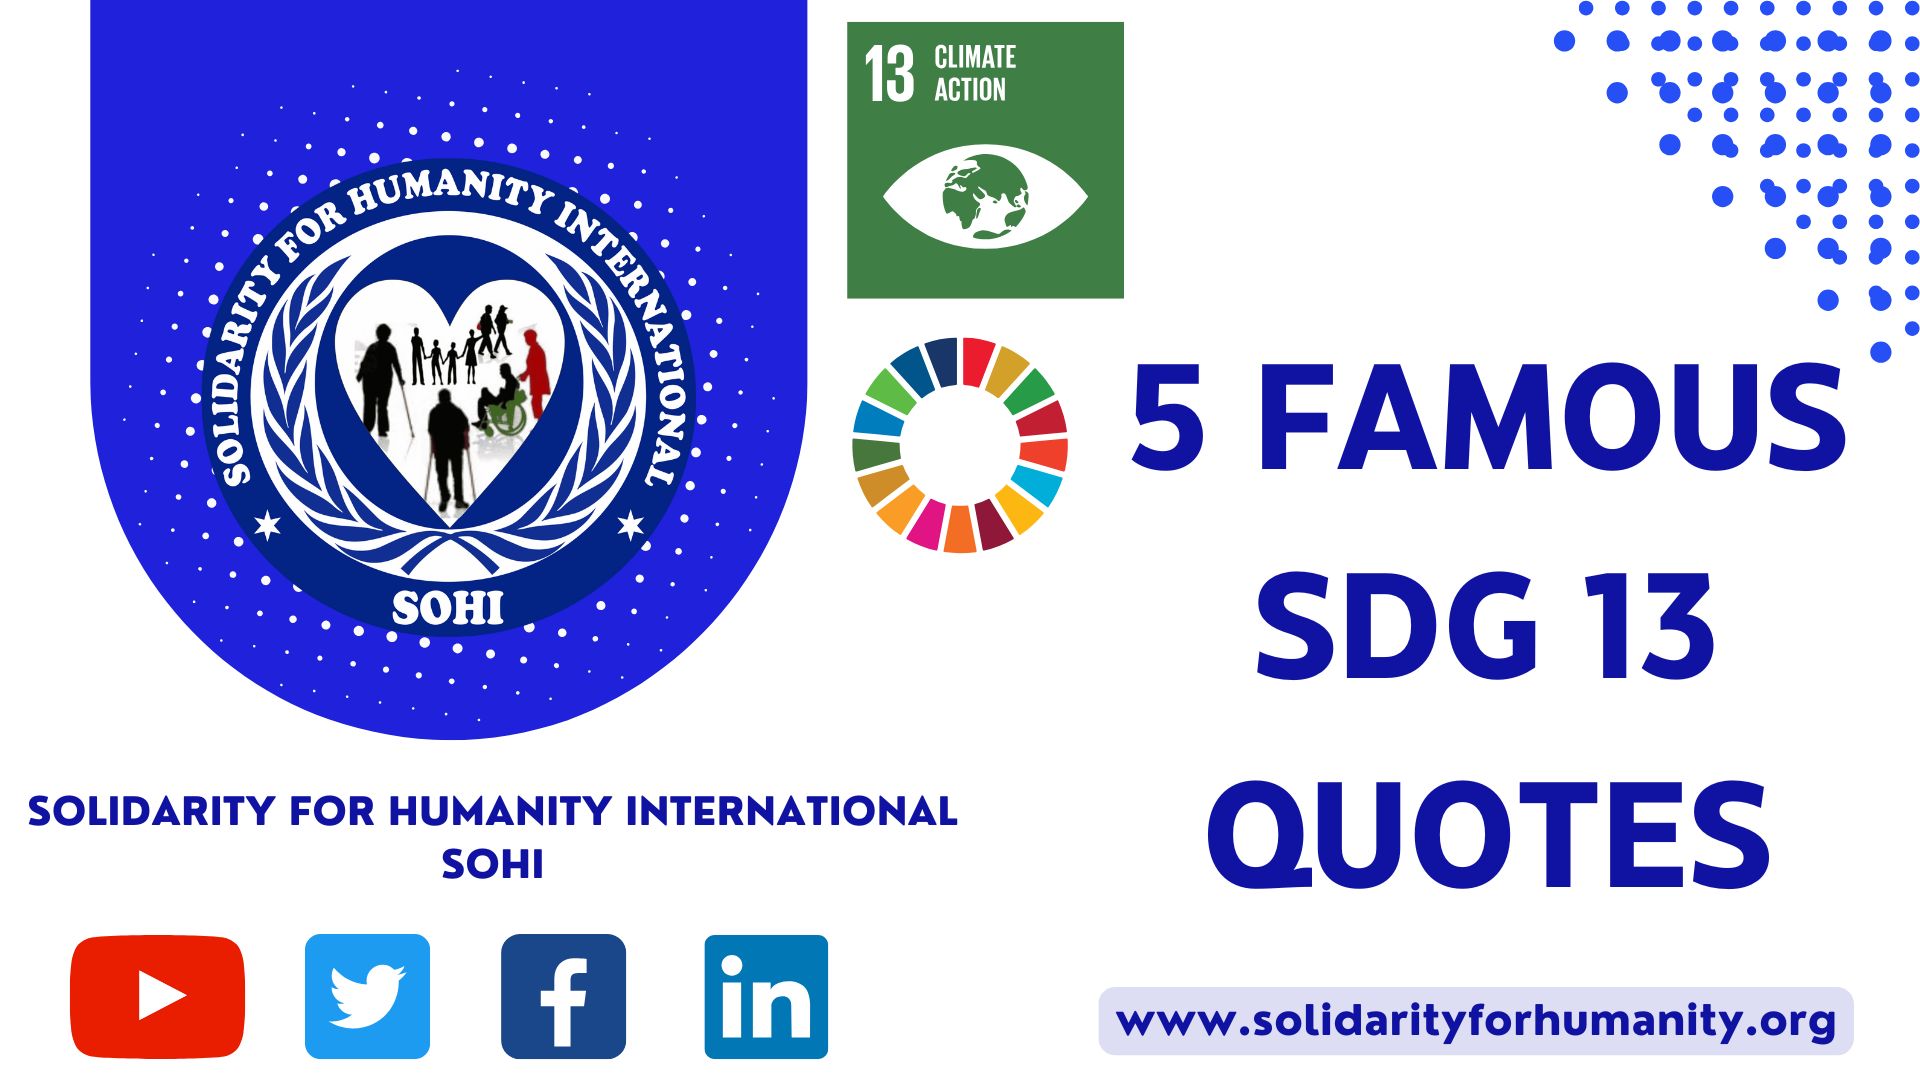 SOLIDARITY FOR HUMANITY INTERNATIONAL
SOHI
13 CLIMATE
ACTION
5 FAMOUS
SDG 13
QUOTES
SOLIDARITY FOR HUMANITY INTERNATIONAL
SOHI
in
www.solidarityforhumanity.org